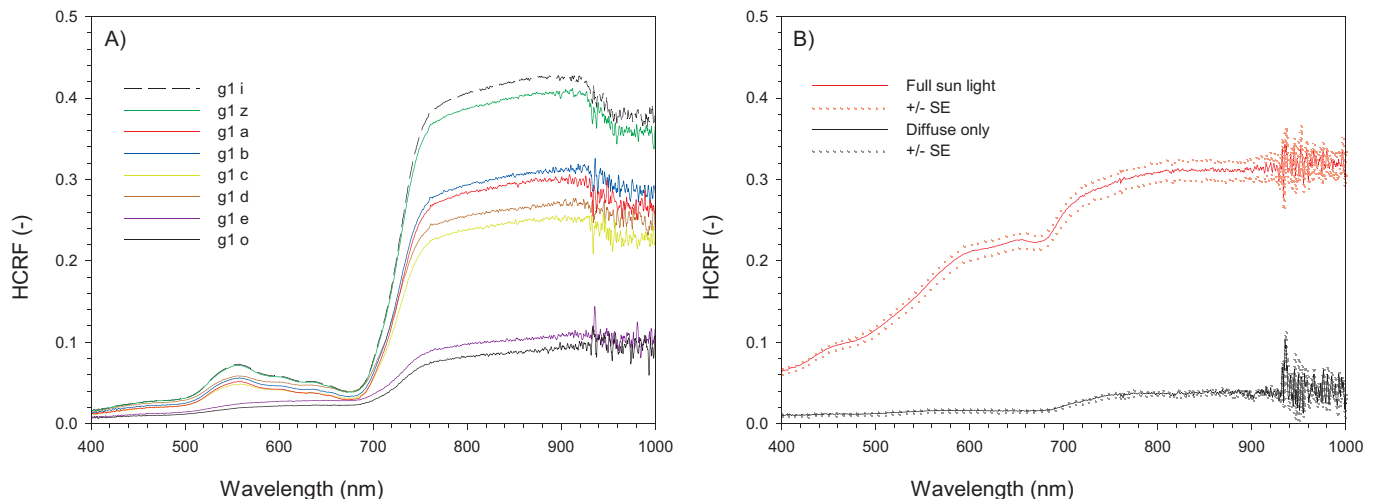 A)
HCRF (-)
0.5
0.4
0.3
0.2
0.1
0.0
g1 i
g1 z
g1 a
g1 b
g1 c
g1 d
g1 e
g1 o
400 500 600 700 800 900 1000
Wavelength (nm)
B)
HCRF (-)
0.5
0.4
0.3
0.2
0.1
0.0
Full sun light
+/- SE
Diffuse only
+/- SE
400 500 600 700 800 900 1000
Wavelength (nm)